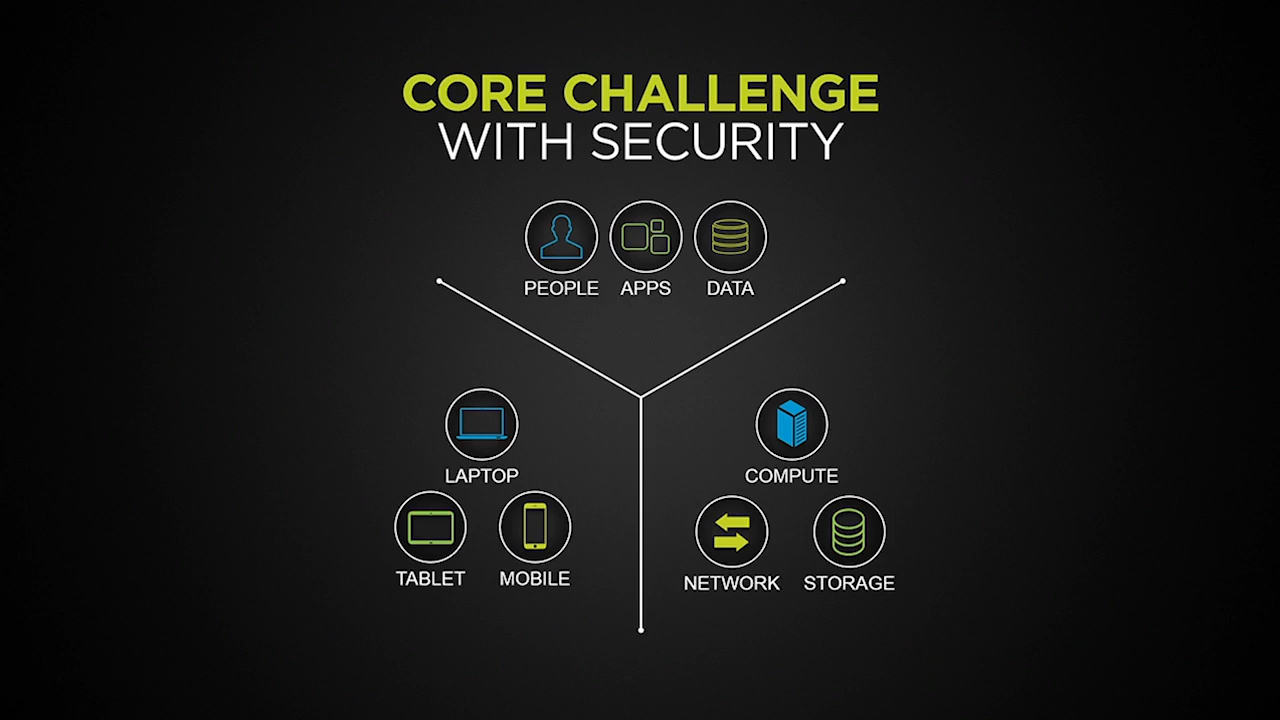 CORE CHALLENGE
WITH SECURITY
PEOPLE APPS DATA
LAPTOP
COMPUTE
TABLET MOBILE
NETWORK STORAGE